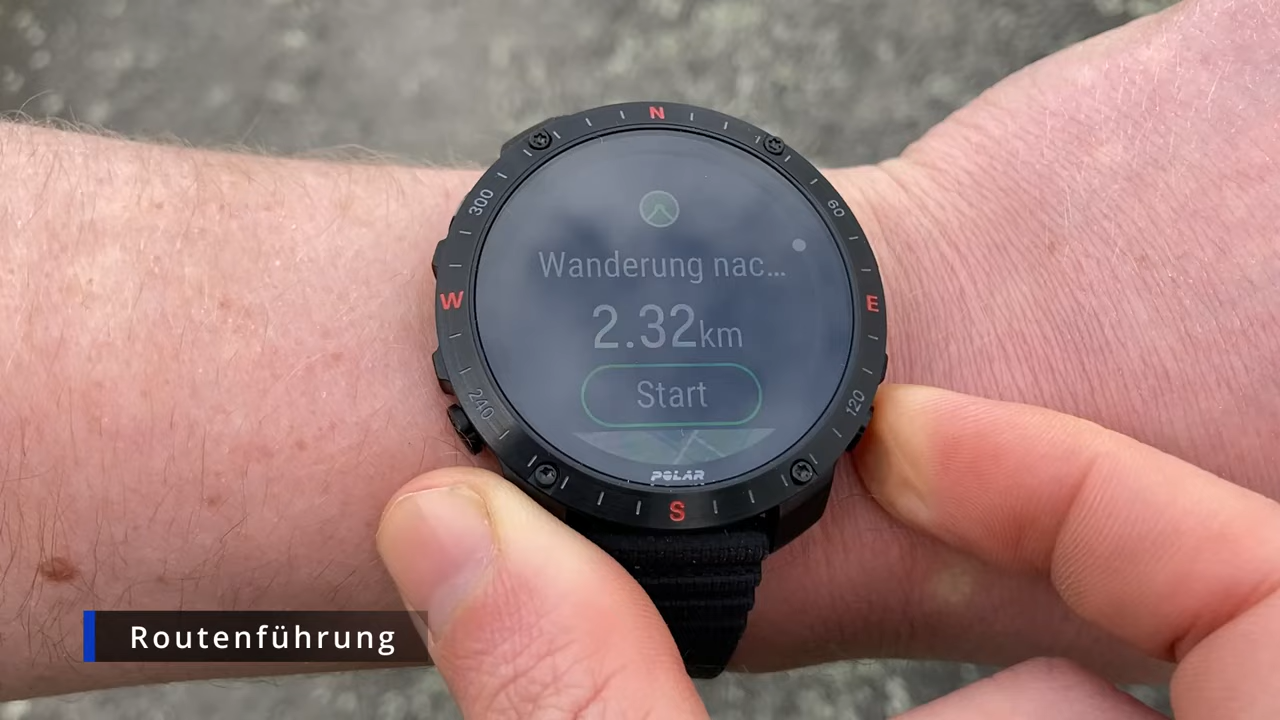 N
300
60
W
E
240
120
S
Wanderung nac...
2.32km
Start
POLAR
Routenführung